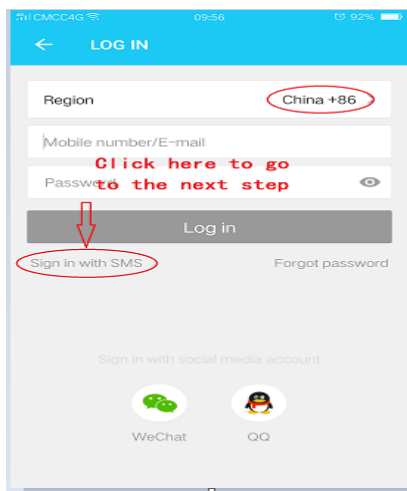 CMCC4G 09:56 92%
LOG IN
Region China +86
Mobile number/E-mail
Click here to go
Password
to the next step
Log in
Sign in with SMS Forgot password
Sign in with social media account
WeChat QQ